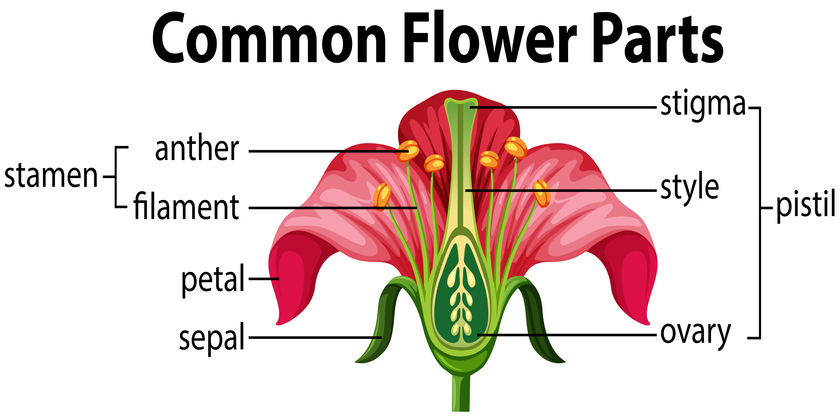 Common Flower Parts
stigma
anther
stamen
style
filament
pistil
petal
sepal
ovary